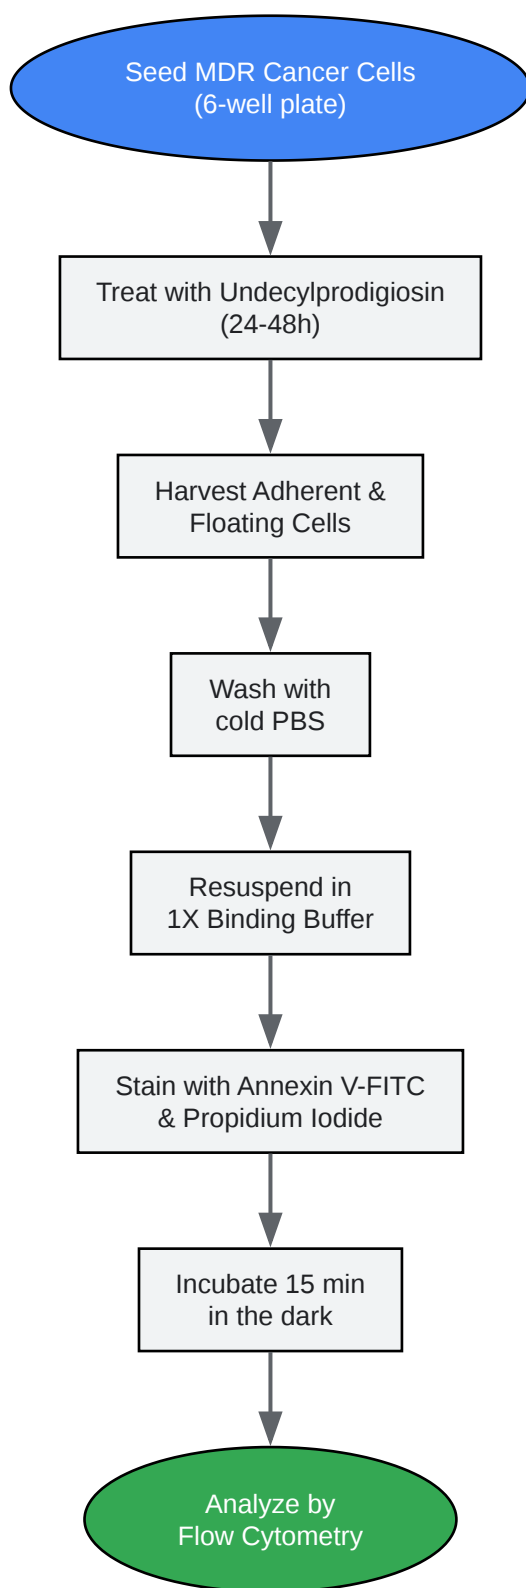 Seed MDR Cancer Cells
(6-well plate)
Treat with Undecylprodigiosin
(24-48h)
Harvest Adherent &
Floating Cells
Wash with
cold PBS
Resuspend in
1X Binding Buffer
Stain with Annexin V-FITC
& Propidium Iodide
Incubate 15 min
in the dark
Analyze by
Flow Cytometry